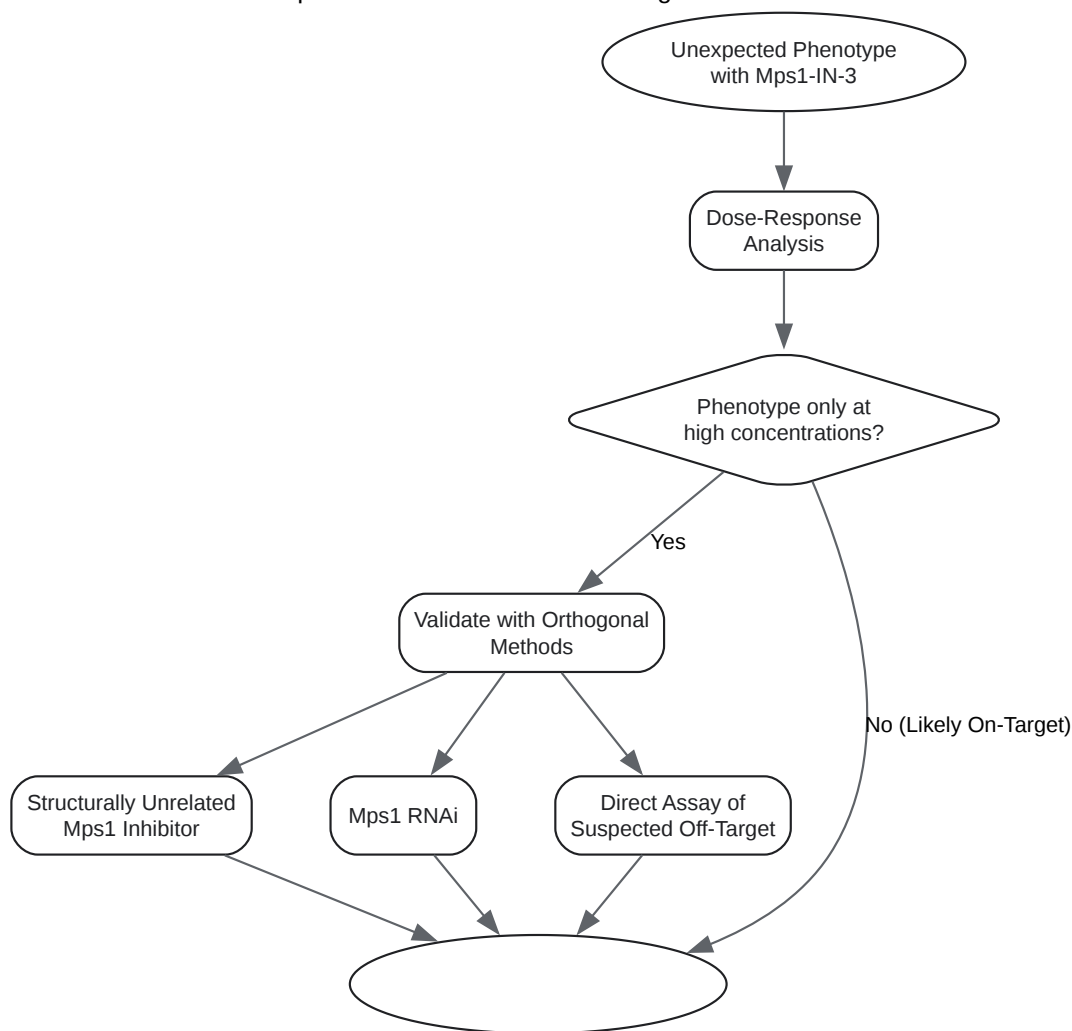 Unexpected Phenotype
with Mps1-IN-3
Dose-Response
Analysis
Phenotype only at
high concentrations?
Yes
Validate with Orthogonal
Methods
No (Likely On-Target)
Structurally Unrelated
Mps1 Inhibitor
Mps1 RNAi
Direct Assay of
Suspected Off-Target